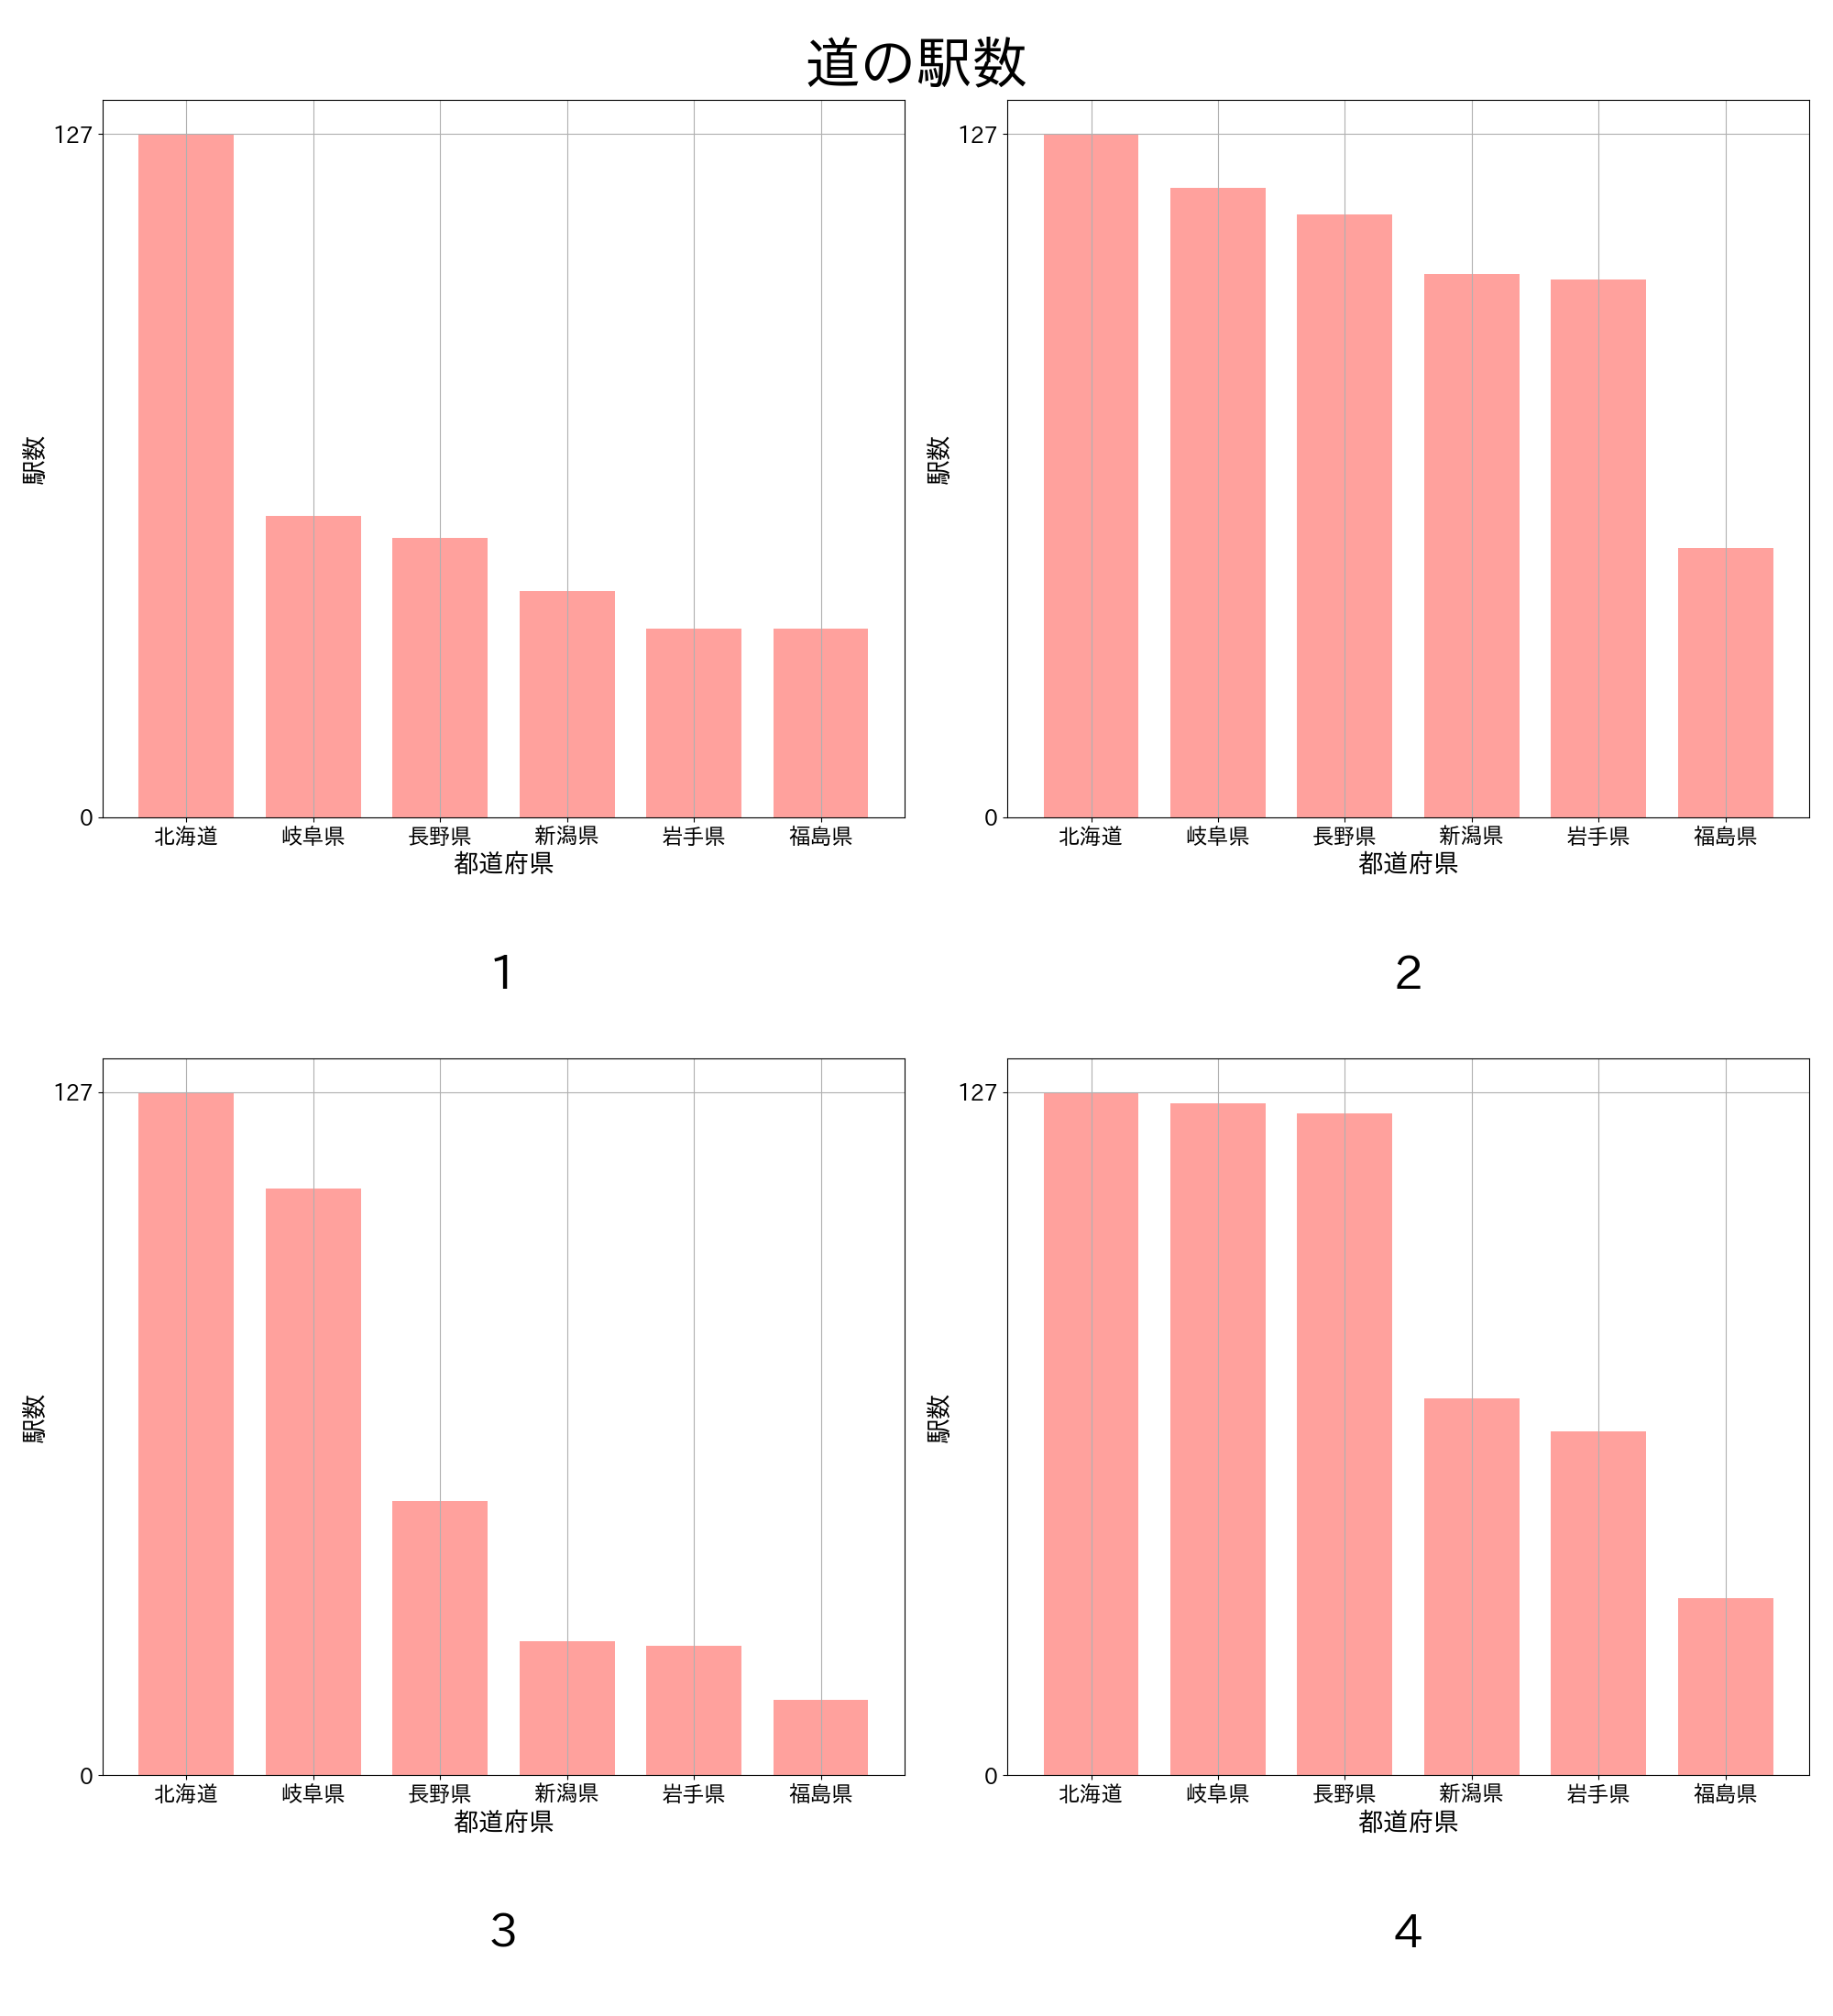 道の駅数
127
0
駅数
北海道 岐阜県 長野県 新潟県 岩手県 福島県
都道府県
1
127
0
駅数
北海道 岐阜県 長野県 新潟県 岩手県 福島県
都道府県
2
127
0
駅数
北海道 岐阜県 長野県 新潟県 岩手県 福島県
都道府県
3
127
0
駅数
北海道 岐阜県 長野県 新潟県 岩手県 福島県
都道府県
4